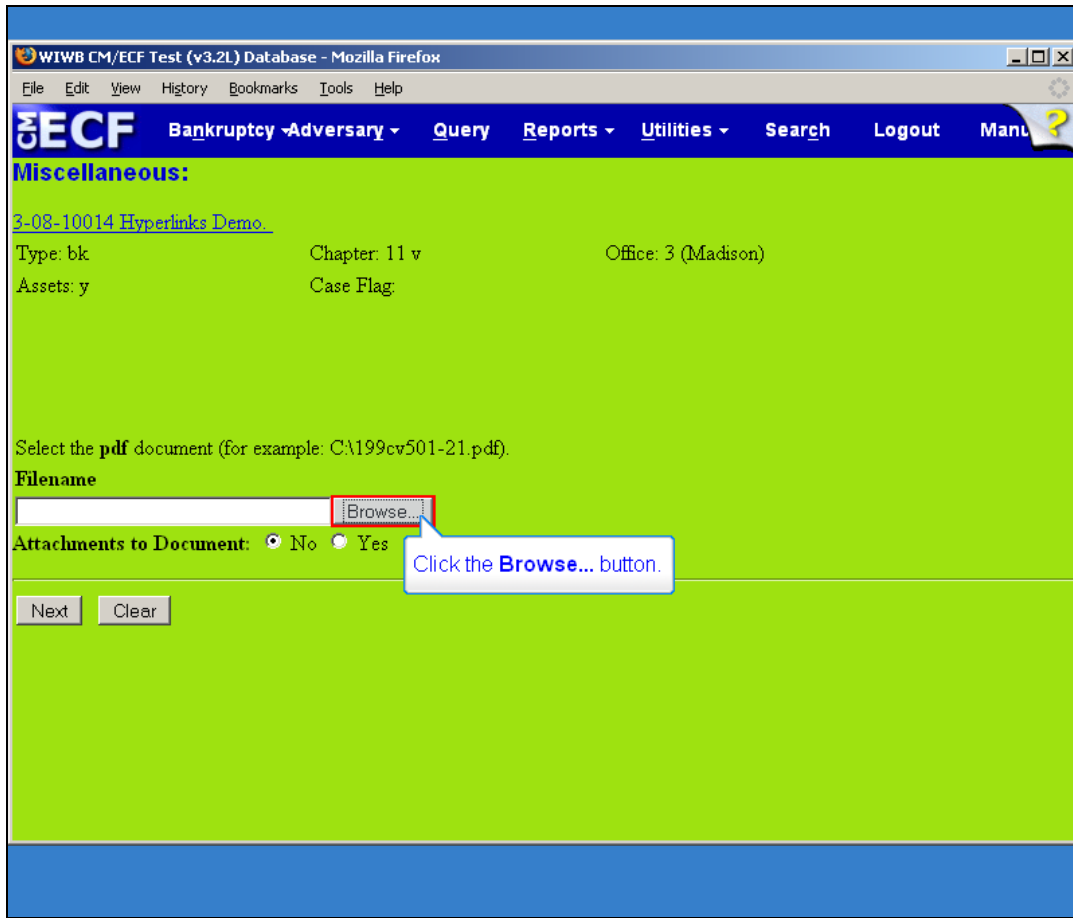 WIWB CM/ECF Test (v3.2L) Database - Mozilla Firefox
File Edit View History Bookmarks Tools Help
CM ECF Bankruptcy Adversary Query Reports Utilities Search Logout Manu ?
Miscellaneous:
3-08-10014 Hyperlinks Demo.
Type: bk Chapter: 11 v Office: 3 (Madison)
Assets: y Case Flag:
Select the pdf document (for example: C:\199cv501-21.pdf).
Filename
Browse...
Attachments to Document: No Yes
Click the Browse... button.
Next Clear